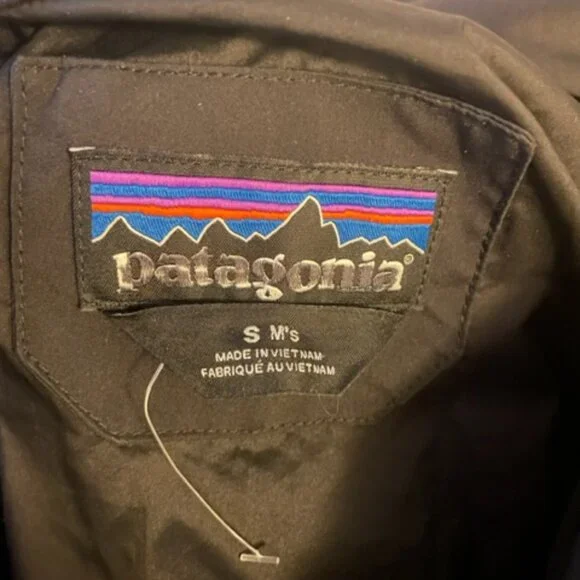 patagonia®
S M's
MADE IN VIETNAM
FABRIQUÉ AU VIETNAM